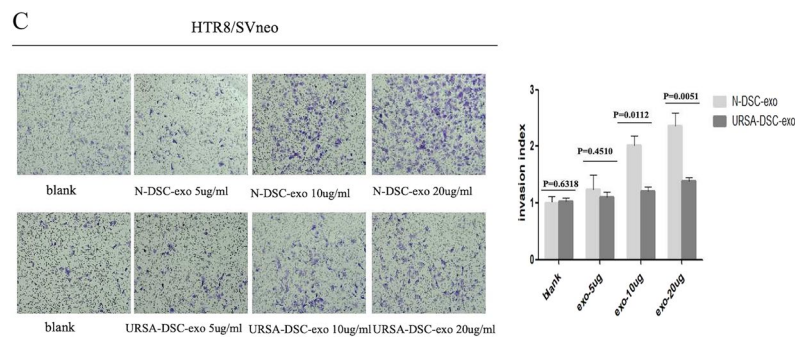 C
HTR8/SVneo
blank
N-DSC-exo 5ug/ml
N-DSC-exo 10ug/ml
N-DSC-exo 20ug/ml
blank
URSA-DSC-exo 5ug/ml
URSA-DSC-exo 10ug/ml
URSA-DSC-exo 20ug/ml
invasion index
3
2
1
0
P=0.6318
P=0.4510
P=0.0112
P=0.0051
blank
exo-5ug
exo-10ug
exo-20ug
N-DSC-exo
URSA-DSC-exo